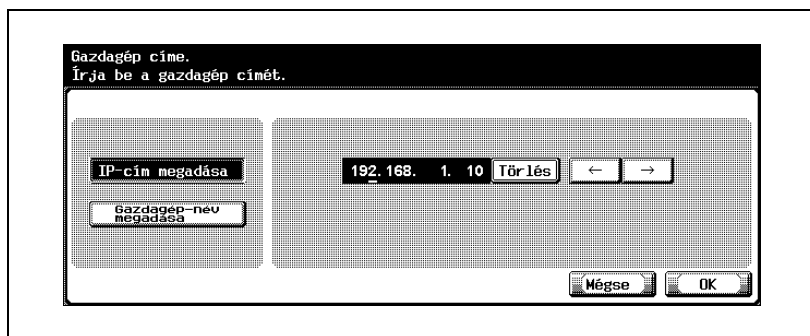 Gazdagép címe.
Írja be a gazdagép címét.
IP-cím megadása
192.168. 1. 10 Törlés ← →
Gazdagép-név
megadása
Mégse OK